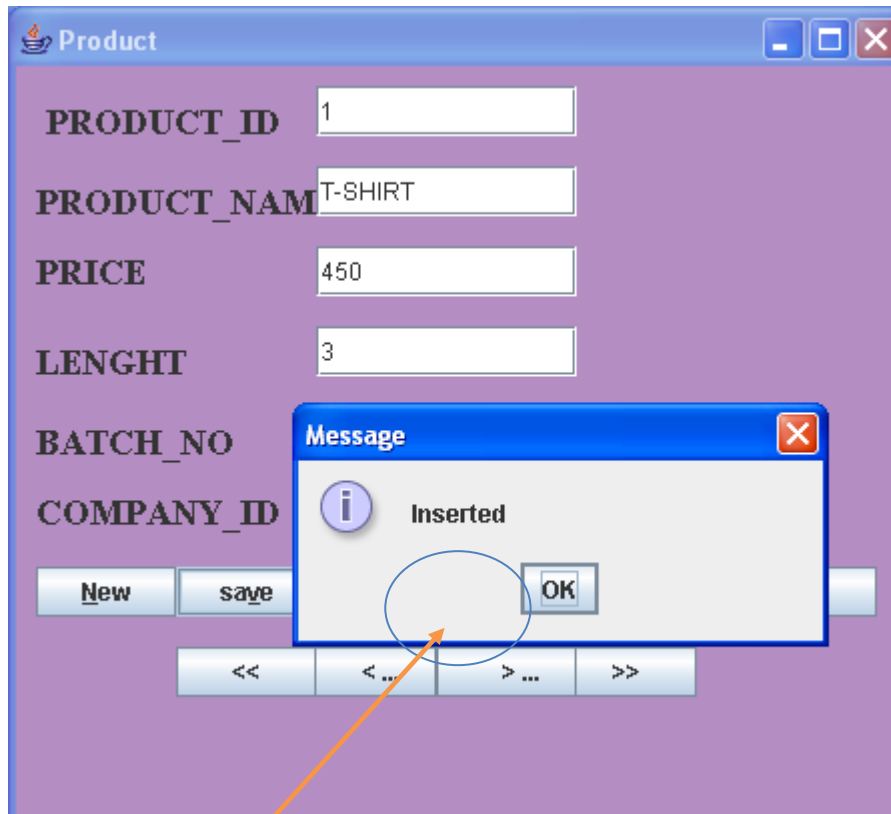 Product
PRODUCT_ID 1
PRODUCT_NAM T-SHIRT
PRICE 450
LENGHT 3
BATCH_NO
Message
COMPANY_ID
Inserted
New save
OK
<< < ... > ... >>